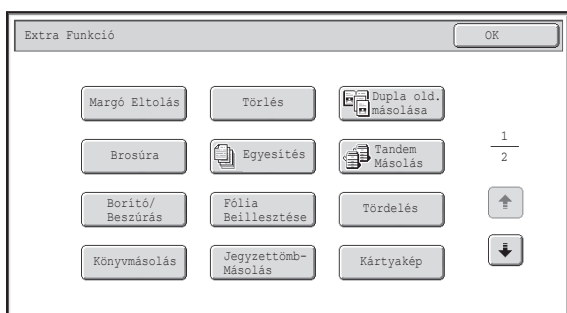 Extra Funkció
OK
Margó Eltolás
Törlés
Dupla old.
másolása
Brosúra
Egyesítés
Tandem
Másolás
1
2
Borító/
Beszúrás
Fólia
Beillesztése
Tördelés
Könyvmásolás
Jegyzettömb-
Másolás
Kártyakép